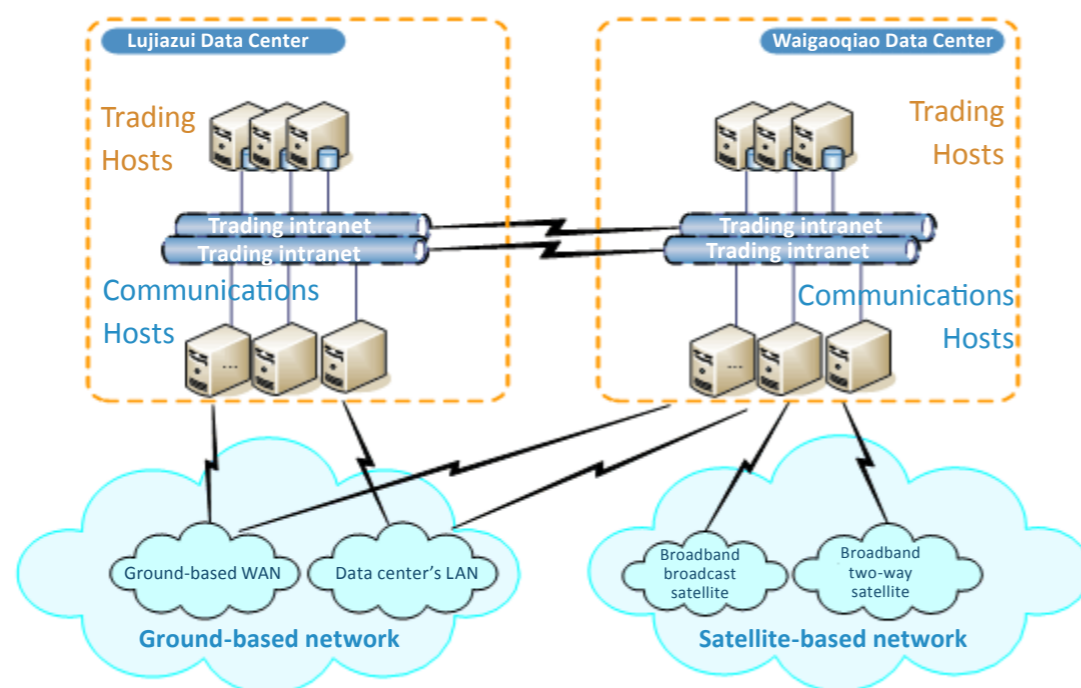 Lujiazui Data Center
Waigaoqiao Data Center
Trading
Hosts
Trading
Hosts
Trading intranet
Trading intranet
Trading intranet
Trading intranet
Communications
Hosts
Communications
Hosts
...
...
Ground-based WAN
Data center's LAN
Broadband
broadcast
satellite
Broadband
two-way
satellite
Ground-based network
Satellite-based network